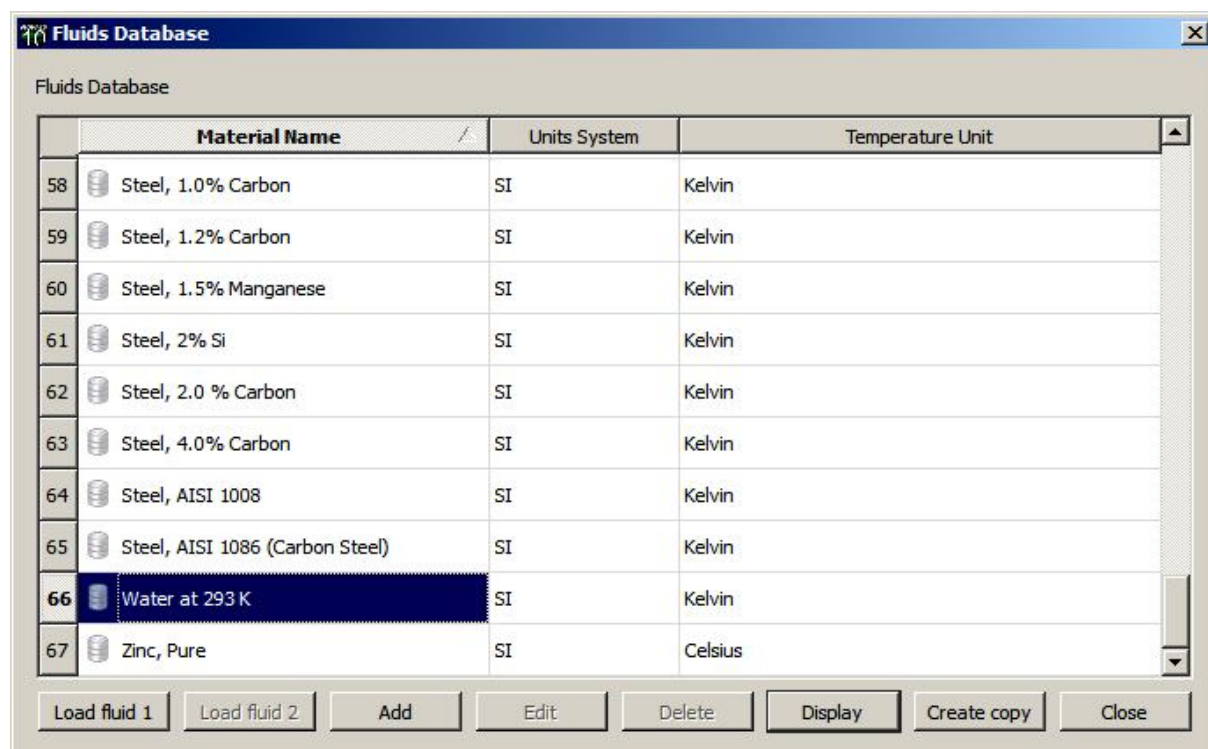 Fluids Database
Fluids Database
Material Name Units System Temperature Unit
58 Steel, 1.0% Carbon SI Kelvin
59 Steel, 1.2% Carbon SI Kelvin
60 Steel, 1.5% Manganese SI Kelvin
61 Steel, 2% Si SI Kelvin
62 Steel, 2.0 % Carbon SI Kelvin
63 Steel, 4.0% Carbon SI Kelvin
64 Steel, AISI 1008 SI Kelvin
65 Steel, AISI 1086 (Carbon Steel) SI Kelvin
66 Water at 293 K SI Kelvin
67 Zinc, Pure SI Celsius
Load fluid 1 Load fluid 2 Add Edit Delete Display Create copy Close